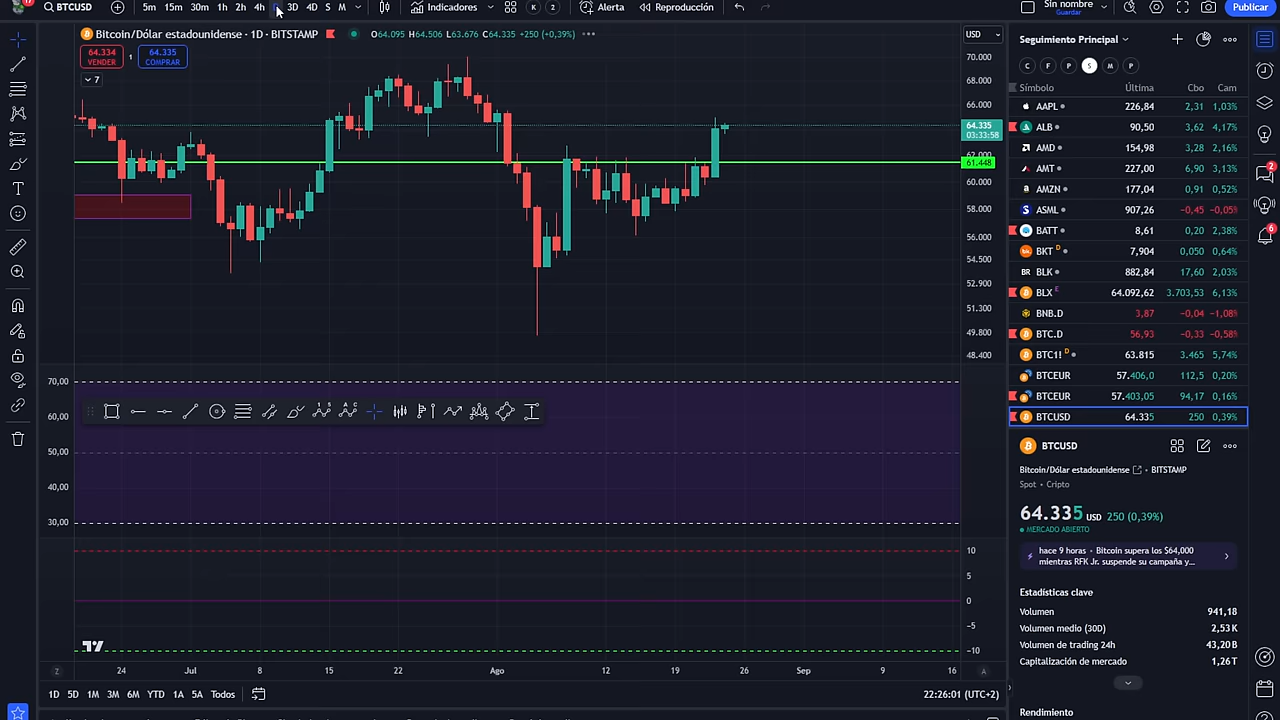 BTCUSD 5m 15m 30m 1h 2h 4h 3D 4D S M Indicadores K 2 Alerta Reproducción Sin nombre Guardar Publicar
Bitcoin/Dólar estadounidense · 1D · BITSTAMP O64.095 H64.506 L63.676 C64.335 +250 (+0,39%) USD
64.334 VENDER 1 64.335 COMPRAR
7
70.000
68.000
66.000
64.335
03:33:58
62.000
61.448
60.000
58.000
56.000
54.500
52.900
51.300
49.800
48.400
70,00
60,00
50,00
40,00
30,00
10
5
0
−5
−10
24 Jul 8 15 22 Ago 12 19 26 Sep 9 16
Z A
1D 5D 1M 3M 6M YTD 1A 5A Todos 22:26:01 (UTC+2)
Seguimiento Principal
C F P S M P
Símbolo Última Cbo Cam
AAPL 226,84 2,31 1,03%
ALB 90,50 3,62 4,17%
AMD 154,98 3,28 2,16%
AMT 227,00 6,90 3,13%
AMZN 177,04 0,91 0,52%
ASML 907,26 −0,45 −0,05%
BATT 8,61 0,20 2,38%
BKT D 7,904 0,050 0,64%
BLK 882,84 17,60 2,03%
BLX E 64.092,62 3.703,53 6,13%
BNB.D 3,87 −0,04 −1,08%
BTC.D 56,93 −0,33 −0,58%
BTC1! D 63.815 3.465 5,74%
BTCEUR 57.406,0 112,5 0,20%
BTCEUR 57.403,05 94,17 0,16%
BTCUSD 64.335 250 0,39%
BTCUSD
Bitcoin/Dólar estadounidense · BITSTAMP
Spot · Cripto
64.335 USD 250 (0,39%)
MERCADO ABIERTO
hace 9 horas · Bitcoin supera los $64,000
mientras RFK Jr. suspende su campaña y...
Estadísticas clave
Volumen 941,18
Volumen medio (30D) 2,53K
Volumen de trading 24h 43,20B
Capitalización de mercado 1,26T
Rendimiento
2
6